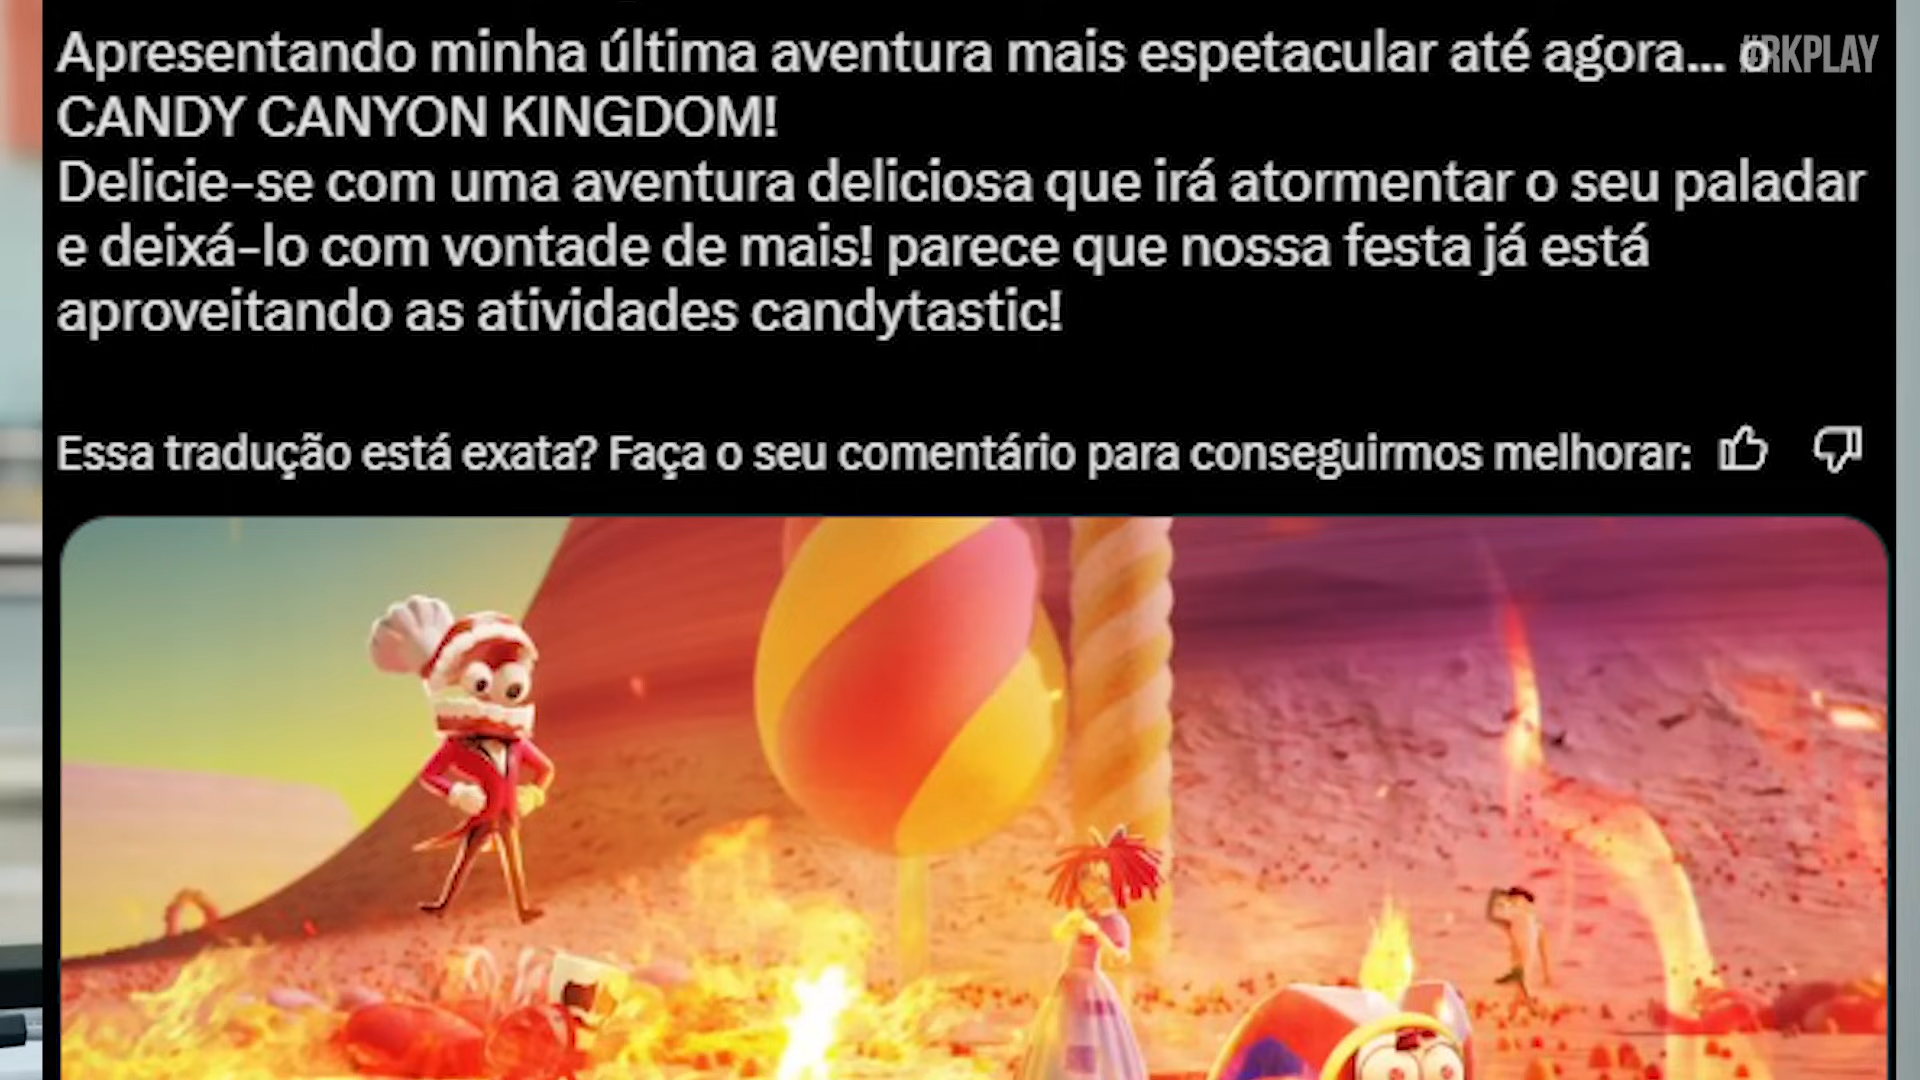 Apresentando minha última aventura mais espetacular até agora... o
#RKPLAY
CANDY CANYON KINGDOM!
Delicie-se com uma aventura deliciosa que irá atormentar o seu paladar
e deixá-lo com vontade de mais! parece que nossa festa já está
aproveitando as atividades candytastic!
Essa tradução está exata? Faça o seu comentário para conseguirmos melhorar: